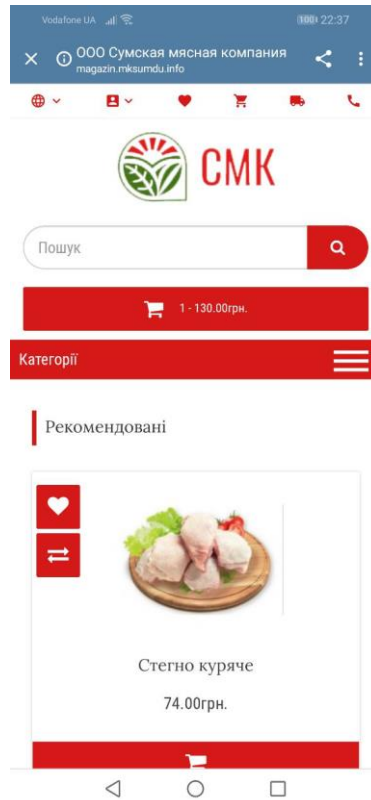 Vodafone UA 100 22:37
ООО Сумская мясная компания
magazin.mksumdu.info
СМК
Пошук
1 - 130.00грн.
Категорії
Рекомендовані
Стегно куряче
74.00грн.